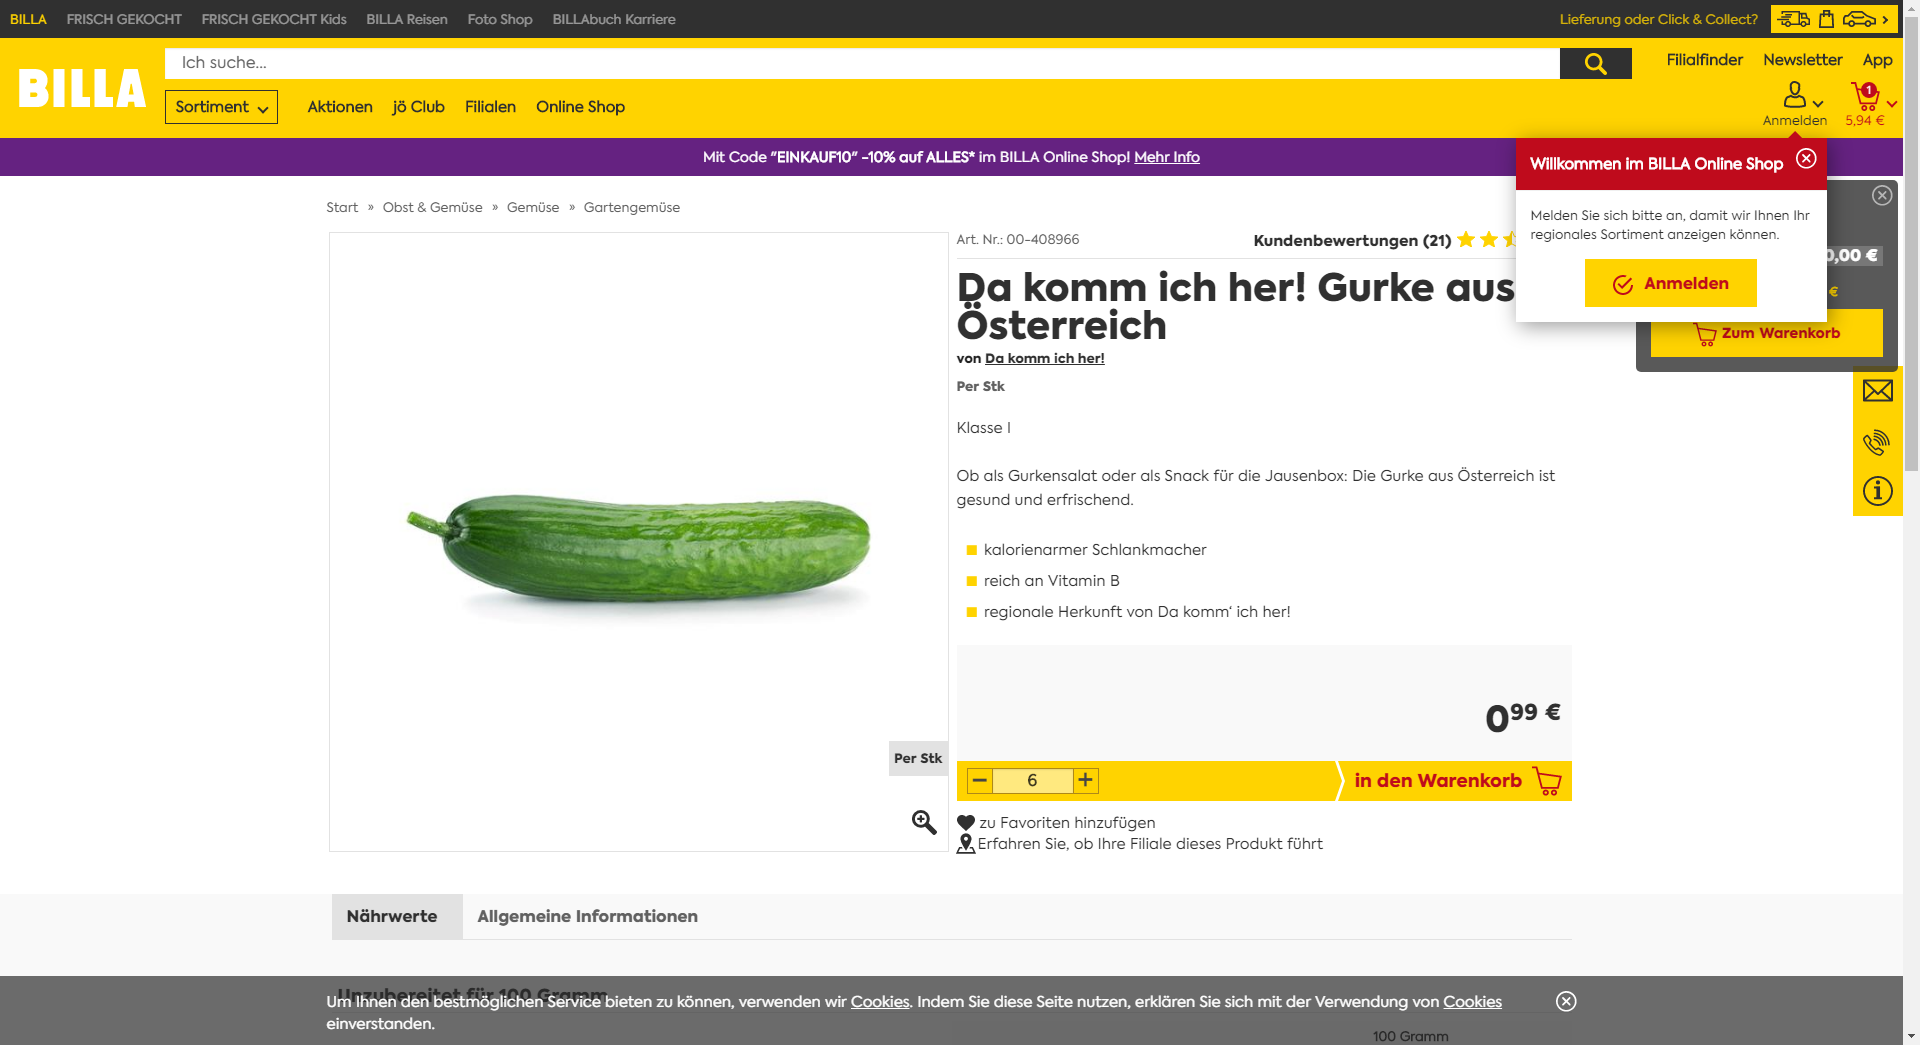 BILLA FRISCH GEKOCHT FRISCH GEKOCHT Kids BILLA Reisen Foto Shop BILLAbuch Karriere Lieferung oder Click & Collect?
Ich suche...
Filialfinder Newsletter App
BILLA
Sortiment Aktionen jö Club Filialen Online Shop
1
Anmelden 5,94 €
Mit Code "EINKAUF10" -10% auf ALLES* im BILLA Online Shop! Mehr Info
Willkommen im BILLA Online Shop
Melden Sie sich bitte an, damit wir Ihnen Ihr
regionales Sortiment anzeigen können.
Anmelden
0,00 €
€
Zum Warenkorb
Start » Obst & Gemüse » Gemüse » Gartengemüse
Art. Nr.: 00-408966 Kundenbewertungen (21)
Da komm ich her! Gurke aus
Österreich
von Da komm ich her!
Per Stk
Klasse I
Ob als Gurkensalat oder als Snack für die Jausenbox: Die Gurke aus Österreich ist
gesund und erfrischend.
kalorienarmer Schlankmacher
reich an Vitamin B
regionale Herkunft von Da komm‘ ich her!
0 99 €
Per Stk
− 6 + in den Warenkorb
zu Favoriten hinzufügen
Erfahren Sie, ob Ihre Filiale dieses Produkt führt
Nährwerte Allgemeine Informationen
Unzubereitet für 100 Gramm
Um Ihnen den bestmöglichen Service bieten zu können, verwenden wir Cookies. Indem Sie diese Seite nutzen, erklären Sie sich mit der Verwendung von Cookies
einverstanden.
100 Gramm